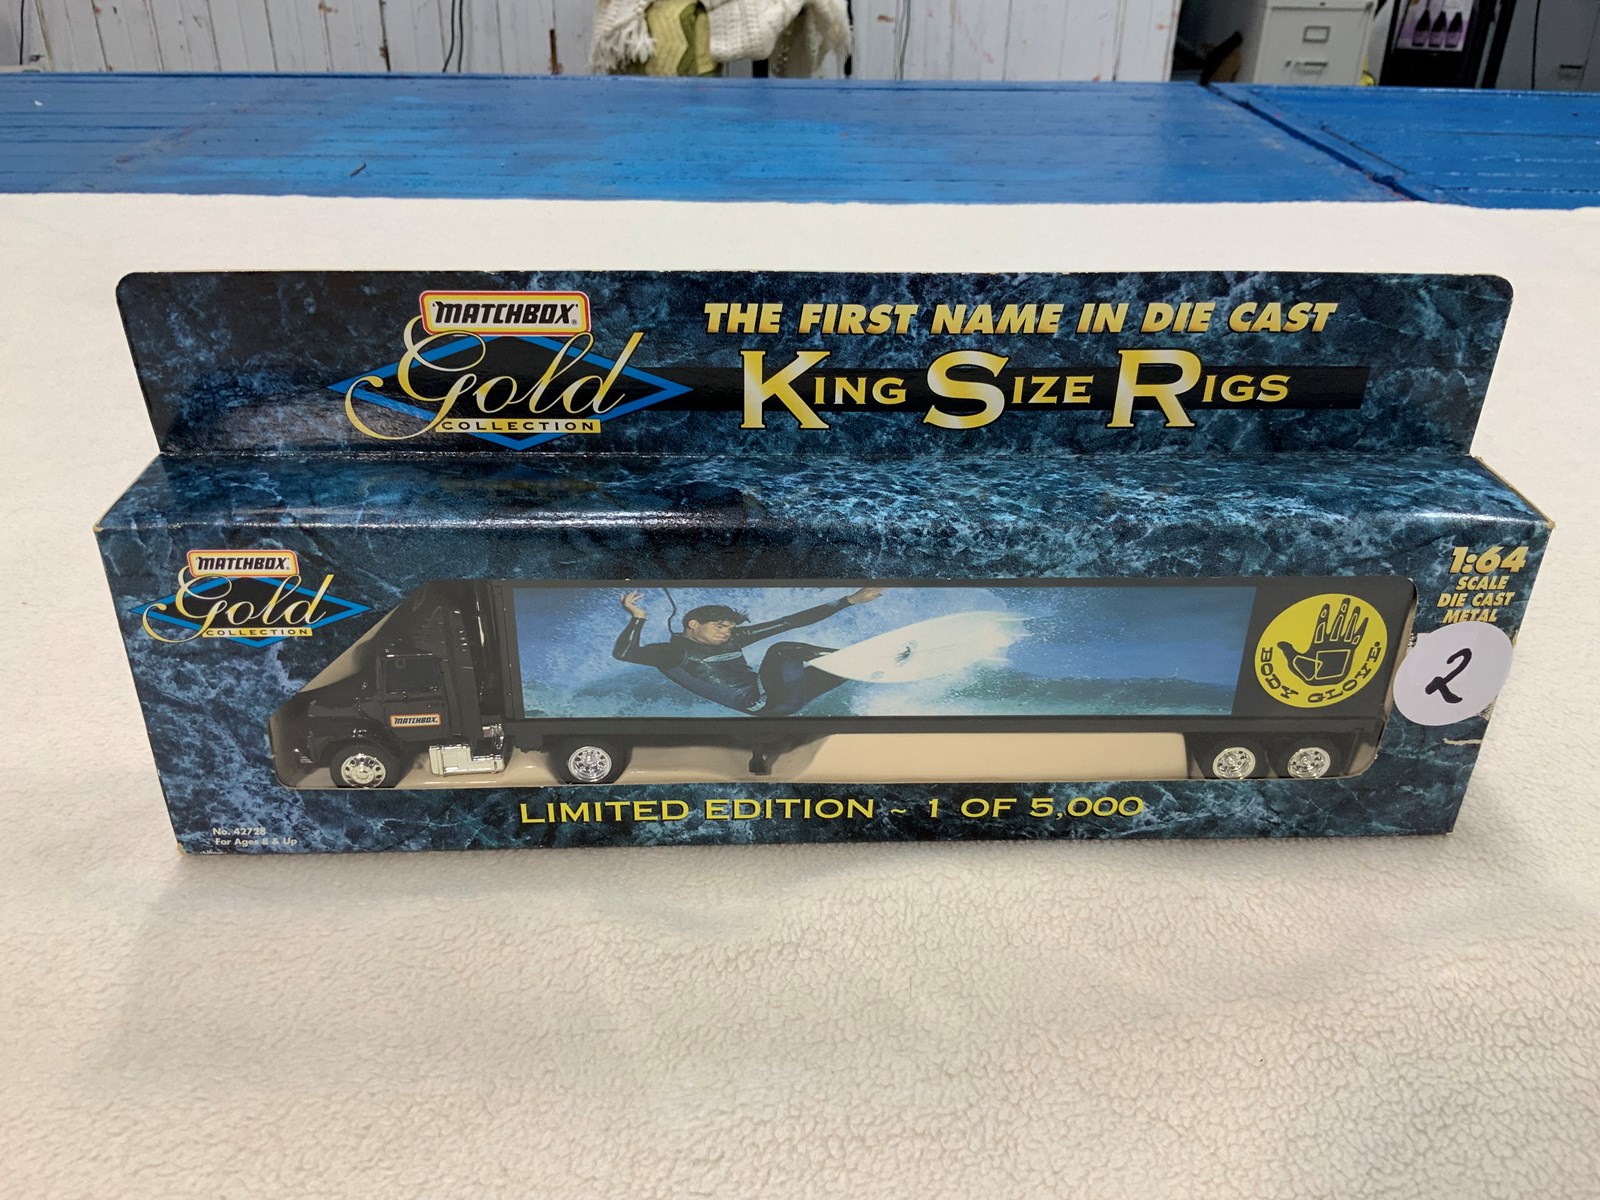 MATCHBOX®
Gold
COLLECTION
THE FIRST NAME IN DIE CAST
KING SIZE RIGS
MATCHBOX®
Gold
COLLECTION
1:64
SCALE
DIE CAST
METAL
2
BODY GLOVE®
MATCHBOX®
LIMITED EDITION ~ 1 OF 5,000
No. 42728
For Ages 8 & Up